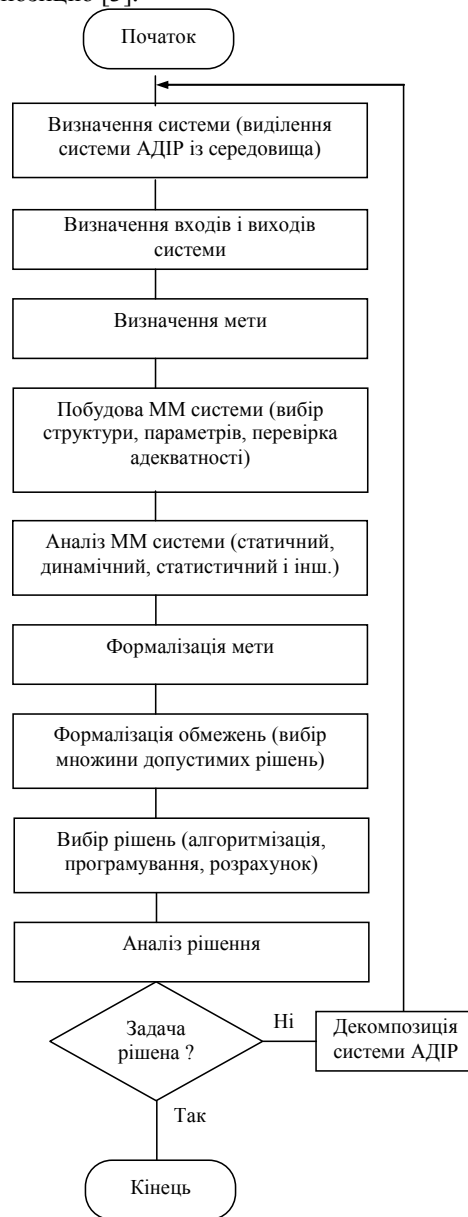 позицію [5].
Початок
Визначення системи (виділення
системи АДІР із середовища)
Визначення входів і виходів
системи
Визначення мети
Побудова ММ системи (вибір
структури, параметрів, перевірка
адекватності)
Аналіз ММ системи (статичний,
динамічний, статистичний і інш.)
Формалізація мети
Формалізація обмежень (вибір
множини допустимих рішень)
Вибір рішень (алгоритмізація,
програмування, розрахунок)
Аналіз рішення
Задача
рішена ?
Ні
Декомпозиція
системи АДІР
Так
Кінець